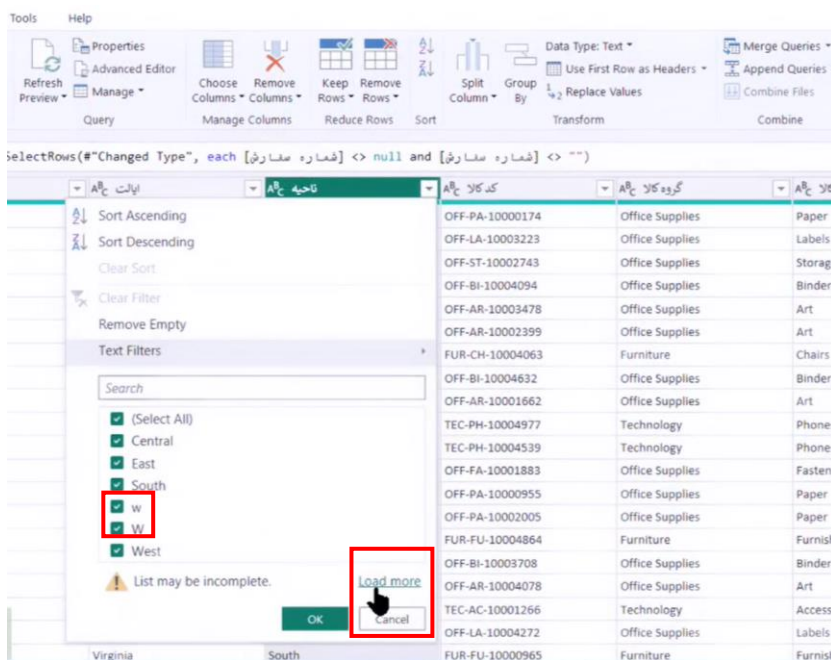 Tools Help
Properties
Advanced Editor
Manage
Refresh
Preview
Query
Choose
Columns
Remove
Columns
Manage Columns
Keep
Rows
Remove
Rows
Reduce Rows
Sort
Split
Column
Group
By
Data Type: Text
Use First Row as Headers
Replace Values
Transform
Merge Queries
Append Queries
Combine Files
Combine
SelectRows(#"Changed Type", each [شماره سفارش] <> null and [شماره سفارش] <> "")
ایالت
ناحیه
کد کالا
گروه کالا
Sort Ascending
Sort Descending
Clear Sort
Clear Filter
Remove Empty
Text Filters
Search
(Select All)
Central
East
South
w
W
West
List may be incomplete. Load more
OK Cancel
OFF-PA-10000174 Office Supplies Paper
OFF-LA-10003223 Office Supplies Labels
OFF-ST-10002743 Office Supplies Storag
OFF-BI-10004094 Office Supplies Binder
OFF-AR-10003478 Office Supplies Art
OFF-AR-10002399 Office Supplies Art
FUR-CH-10004063 Furniture Chairs
OFF-BI-10004632 Office Supplies Binder
OFF-AR-10001662 Office Supplies Art
TEC-PH-10004977 Technology Phone
TEC-PH-10004539 Technology Phone
OFF-FA-10001883 Office Supplies Fasten
OFF-PA-10000955 Office Supplies Paper
OFF-PA-10002005 Office Supplies Paper
FUR-FU-10004864 Furniture Furnis
OFF-BI-10003708 Office Supplies Binder
OFF-AR-10004078 Office Supplies Art
TEC-AC-10001266 Technology Access
OFF-LA-10004272 Office Supplies Labels
Virginia South FUR-FU-10000965 Furniture Furnis